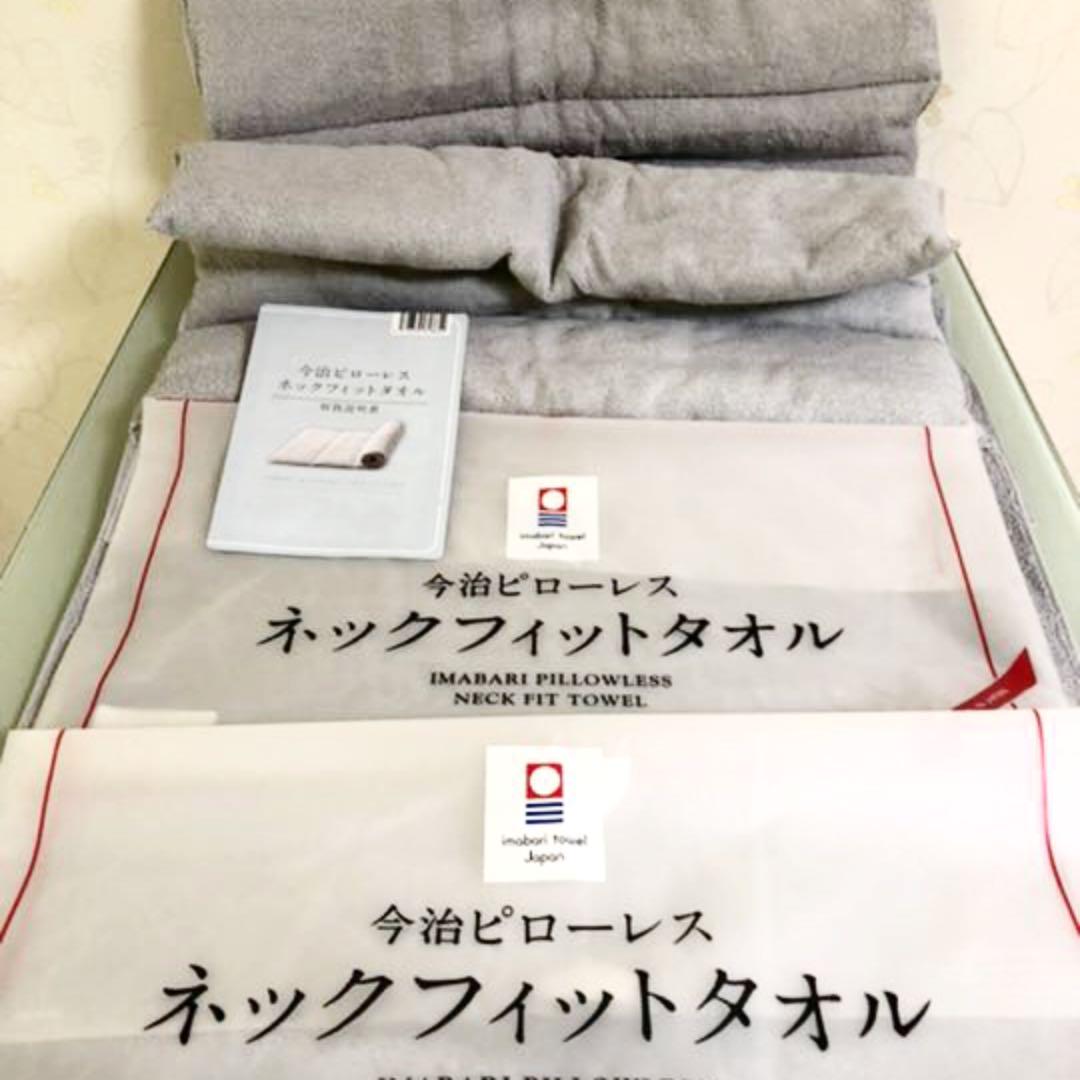 今治ピローレス
ネックフィットタオル
取扱説明書
imabari towel
Japan
今治ピローレス
ネックフィットタオル
IMABARI PILLOWLESS
NECK FIT TOWEL
imabari towel
Japan
今治ピローレス
ネックフィットタオル